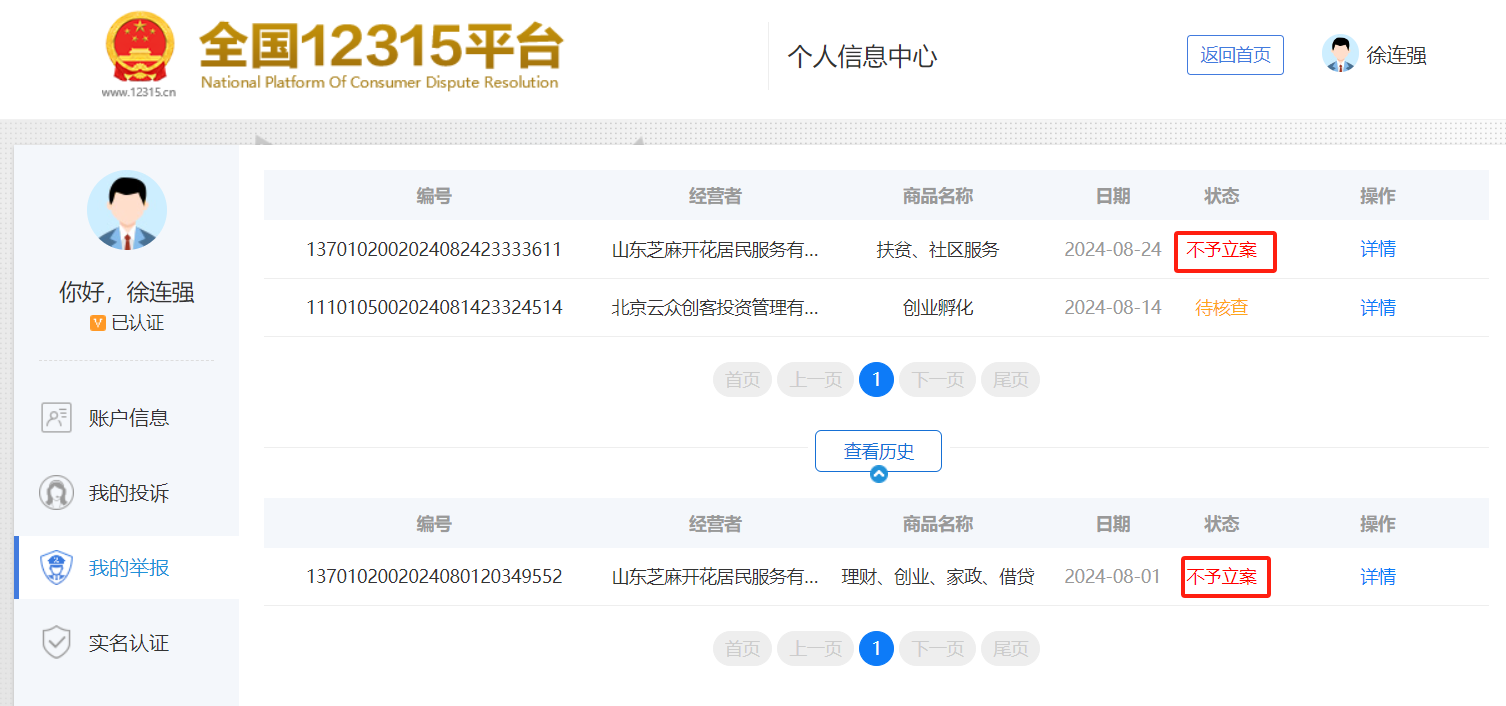 全国12315平台
National Platform Of Consumer Dispute Resolution
www.12315.cn
个人信息中心
返回首页
徐连强
你好，徐连强
V 已认证
账户信息
我的投诉
我的举报
实名认证
编号 经营者 商品名称 日期 状态 操作
1370102002024082423333611 山东芝麻开花居民服务有... 扶贫、社区服务 2024-08-24 不予立案 详情
1110105002024081423324514 北京云众创客投资管理有... 创业孵化 2024-08-14 待核查 详情
首页 上一页 1 下一页 尾页
查看历史
编号 经营者 商品名称 日期 状态 操作
1370102002024080120349552 山东芝麻开花居民服务有... 理财、创业、家政、借贷 2024-08-01 不予立案 详情
首页 上一页 1 下一页 尾页